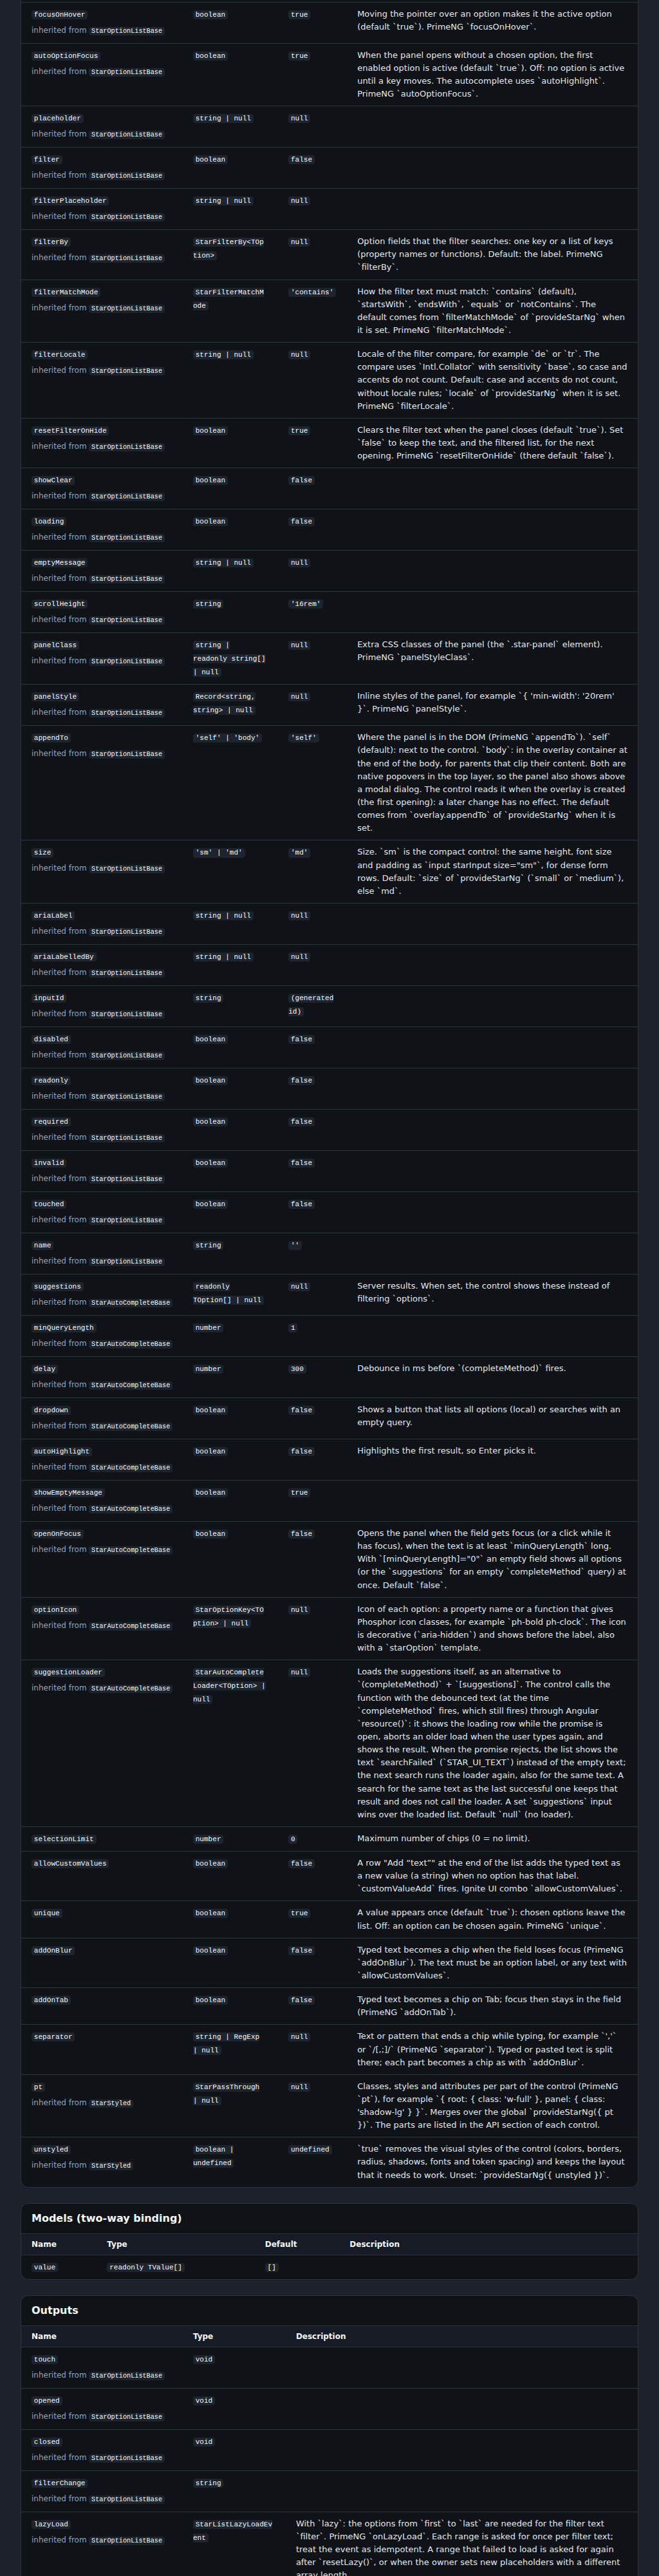 focusOnHover boolean true Moving the pointer over an option makes it the active option
inherited from StarOptionListBase (default `true`). PrimeNG `focusOnHover`.
autoOptionFocus boolean true When the panel opens without a chosen option, the first
inherited from StarOptionListBase enabled option is active (default `true`). Off: no option is active
until a key moves. The autocomplete uses `autoHighlight`.
PrimeNG `autoOptionFocus`.
placeholder string | null null
inherited from StarOptionListBase
filter boolean false
inherited from StarOptionListBase
filterPlaceholder string | null null
inherited from StarOptionListBase
filterBy StarFilterBy<TOp null Option fields that the filter searches: one key or a list of keys
inherited from StarOptionListBase tion> (property names or functions). Default: the label. PrimeNG
`filterBy`.
filterMatchMode StarFilterMatchM 'contains' How the filter text must match: `contains` (default),
inherited from StarOptionListBase ode `startsWith`, `endsWith`, `equals` or `notContains`. The
default comes from `filterMatchMode` of `provideStarNg` when
it is set. PrimeNG `filterMatchMode`.
filterLocale string | null null Locale of the filter compare, for example `de` or `tr`. The
inherited from StarOptionListBase compare uses `Intl.Collator` with sensitivity `base`, so case and
accents do not count. Default: case and accents do not count,
without locale rules; `locale` of `provideStarNg` when it is set.
PrimeNG `filterLocale`.
resetFilterOnHide boolean true Clears the filter text when the panel closes (default `true`). Set
inherited from StarOptionListBase `false` to keep the text, and the filtered list, for the next
opening. PrimeNG `resetFilterOnHide` (there default `false`).
showClear boolean false
inherited from StarOptionListBase
loading boolean false
inherited from StarOptionListBase
emptyMessage string | null null
inherited from StarOptionListBase
scrollHeight string '16rem'
inherited from StarOptionListBase
panelClass string | null Extra CSS classes of the panel (the `.star-panel` element).
inherited from StarOptionListBase readonly string[] PrimeNG `panelStyleClass`.
| null
panelStyle Record<string, null Inline styles of the panel, for example `{ 'min-width': '20rem'
inherited from StarOptionListBase string> | null }`. PrimeNG `panelStyle`.
appendTo 'self' | 'body' 'self' Where the panel is in the DOM (PrimeNG `appendTo`). `self`
inherited from StarOptionListBase (default): next to the control. `body`: in the overlay container at
the end of the body, for parents that clip their content. Both are
native popovers in the top layer, so the panel also shows above
a modal dialog. The control reads it when the overlay is created
(the first opening): a later change has no effect. The default
comes from `overlay.appendTo` of `provideStarNg` when it is
set.
size 'sm' | 'md' 'md' Size. `sm` is the compact control: the same height, font size
inherited from StarOptionListBase and padding as `input starInput size="sm"`, for dense form
rows. Default: `size` of `provideStarNg` (`small` or `medium`),
else `md`.
ariaLabel string | null null
inherited from StarOptionListBase
ariaLabelledBy string | null null
inherited from StarOptionListBase
inputId string (generated
inherited from StarOptionListBase id)
disabled boolean false
inherited from StarOptionListBase
readonly boolean false
inherited from StarOptionListBase
required boolean false
inherited from StarOptionListBase
invalid boolean false
inherited from StarOptionListBase
touched boolean false
inherited from StarOptionListBase
name string ''
inherited from StarOptionListBase
suggestions readonly null Server results. When set, the control shows these instead of
inherited from StarAutoCompleteBase TOption[] | null filtering `options`.
minQueryLength number 1
inherited from StarAutoCompleteBase
delay number 300 Debounce in ms before `(completeMethod)` fires.
inherited from StarAutoCompleteBase
dropdown boolean false Shows a button that lists all options (local) or searches with an
inherited from StarAutoCompleteBase empty query.
autoHighlight boolean false Highlights the first result, so Enter picks it.
inherited from StarAutoCompleteBase
showEmptyMessage boolean true
inherited from StarAutoCompleteBase
openOnFocus boolean false Opens the panel when the field gets focus (or a click while it
inherited from StarAutoCompleteBase has focus), when the text is at least `minQueryLength` long.
With `[minQueryLength]="0"` an empty field shows all options
(or the `suggestions` for an empty `completeMethod` query) at
once. Default `false`.
optionIcon StarOptionKey<TO null Icon of each option: a property name or a function that gives
inherited from StarAutoCompleteBase ption> | null Phosphor icon classes, for example `ph-bold ph-clock`. The icon
is decorative (`aria-hidden`) and shows before the label, also
with a `starOption` template.
suggestionLoader StarAutoComplete null Loads the suggestions itself, as an alternative to
inherited from StarAutoCompleteBase Loader<TOption> | `(completeMethod)` + `[suggestions]`. The control calls the
null function with the debounced text (at the time
`completeMethod` fires, which still fires) through Angular
`resource()`: it shows the loading row while the promise is
open, aborts an older load when the user types again, and
shows the result. When the promise rejects, the list shows the
text `searchFailed` (`STAR_UI_TEXT`) instead of the empty text;
the next search runs the loader again, also for the same text. A
search for the same text as the last successful one keeps that
result and does not call the loader. A set `suggestions` input
wins over the loaded list. Default `null` (no loader).
selectionLimit number 0 Maximum number of chips (0 = no limit).
allowCustomValues boolean false A row "Add “text”" at the end of the list adds the typed text as
a new value (a string) when no option has that label.
`customValueAdd` fires. Ignite UI combo `allowCustomValues`.
unique boolean true A value appears once (default `true`): chosen options leave the
list. Off: an option can be chosen again. PrimeNG `unique`.
addOnBlur boolean false Typed text becomes a chip when the field loses focus (PrimeNG
`addOnBlur`). The text must be an option label, or any text with
`allowCustomValues`.
addOnTab boolean false Typed text becomes a chip on Tab; focus then stays in the field
(PrimeNG `addOnTab`).
separator string | RegExp null Text or pattern that ends a chip while typing, for example `','`
| null or `/[,;]/` (PrimeNG `separator`). Typed or pasted text is split
there; each part becomes a chip as with `addOnBlur`.
pt StarPassThrough null Classes, styles and attributes per part of the control (PrimeNG
inherited from StarStyled | null `pt`), for example `{ root: { class: 'w-full' }, panel: { class:
'shadow-lg' } }`. Merges over the global `provideStarNg({ pt
})`. The parts are listed in the API section of each control.
unstyled boolean | undefined `true` removes the visual styles of the control (colors, borders,
inherited from StarStyled undefined radius, shadows, fonts and token spacing) and keeps the layout
that it needs to work. Unset: `provideStarNg({ unstyled })`.
Models (two-way binding)
Name Type Default Description
value readonly TValue[] []
Outputs
Name Type Description
touch void
inherited from StarOptionListBase
opened void
inherited from StarOptionListBase
closed void
inherited from StarOptionListBase
filterChange string
inherited from StarOptionListBase
lazyLoad StarListLazyLoadEv With `lazy`: the options from `first` to `last` are needed for the filter text
inherited from StarOptionListBase ent `filter`. PrimeNG `onLazyLoad`. Each range is asked for once per filter text;
treat the event as idempotent. A range that failed to load is asked for again
after `resetLazy()`, or when the owner sets new placeholders with a different
array length.